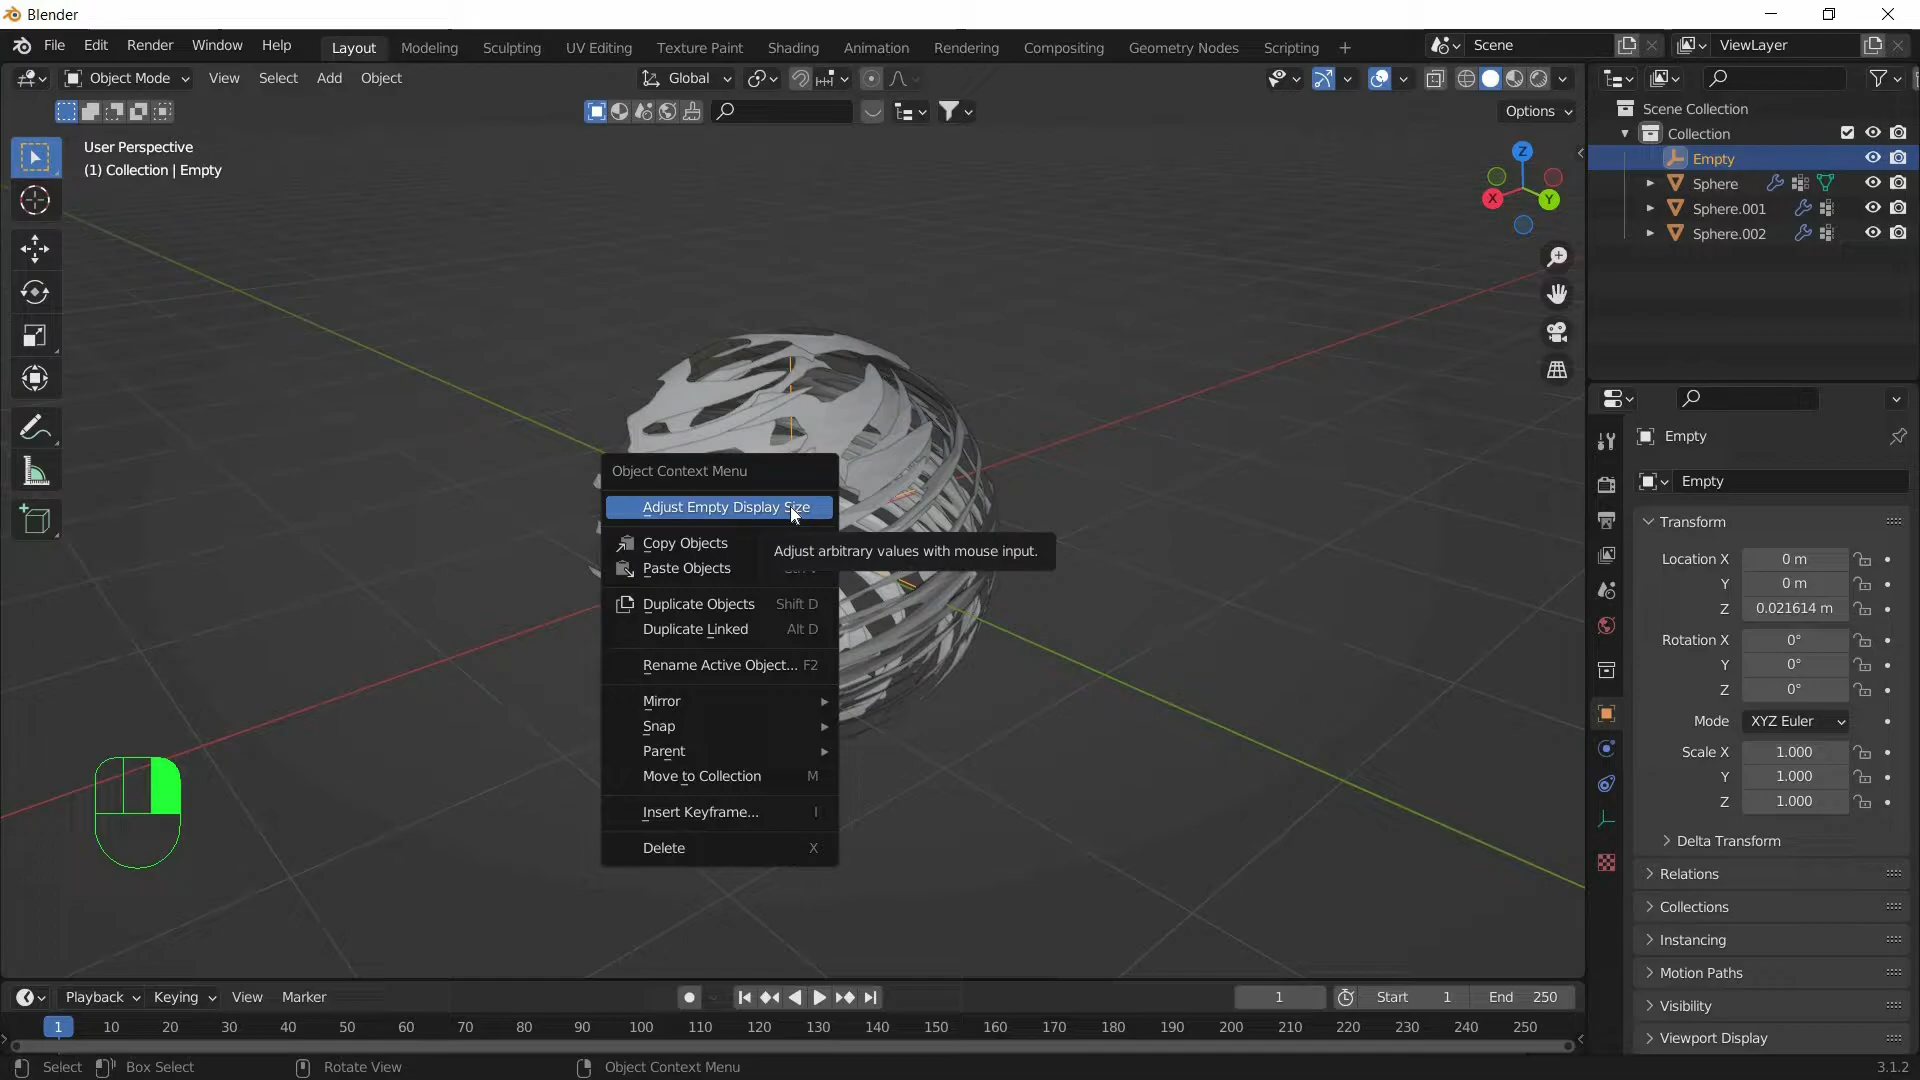 Blender
File Edit Render Window Help
Layout Modeling Sculpting UV Editing Texture Paint Shading Animation Rendering Compositing Geometry Nodes Scripting +
Scene
ViewLayer
Object Mode View Select Add Object
Global
Options
User Perspective
(1) Collection | Empty
Z
X
Y
Scene Collection
Collection
Empty
Sphere
Sphere.001
Sphere.002
Object Context Menu
Adjust Empty Display Size
Adjust arbitrary values with mouse input.
Copy Objects
Paste Objects
Duplicate Objects Shift D
Duplicate Linked Alt D
Rename Active Object... F2
Mirror
Snap
Parent
Move to Collection M
Insert Keyframe... I
Delete X
Empty
Empty
Transform
Location X 0 m
Y 0 m
Z 0.021614 m
Rotation X 0°
Y 0°
Z 0°
Mode XYZ Euler
Scale X 1.000
Y 1.000
Z 1.000
Delta Transform
Relations
Collections
Instancing
Motion Paths
Visibility
Viewport Display
Playback Keying View Marker
1 Start 1 End 250
1 10 20 30 40 50 60 70 80 90 100 110 120 130 140 150 160 170 180 190 200 210 220 230 240 250
Select Box Select Rotate View Object Context Menu 3.1.2